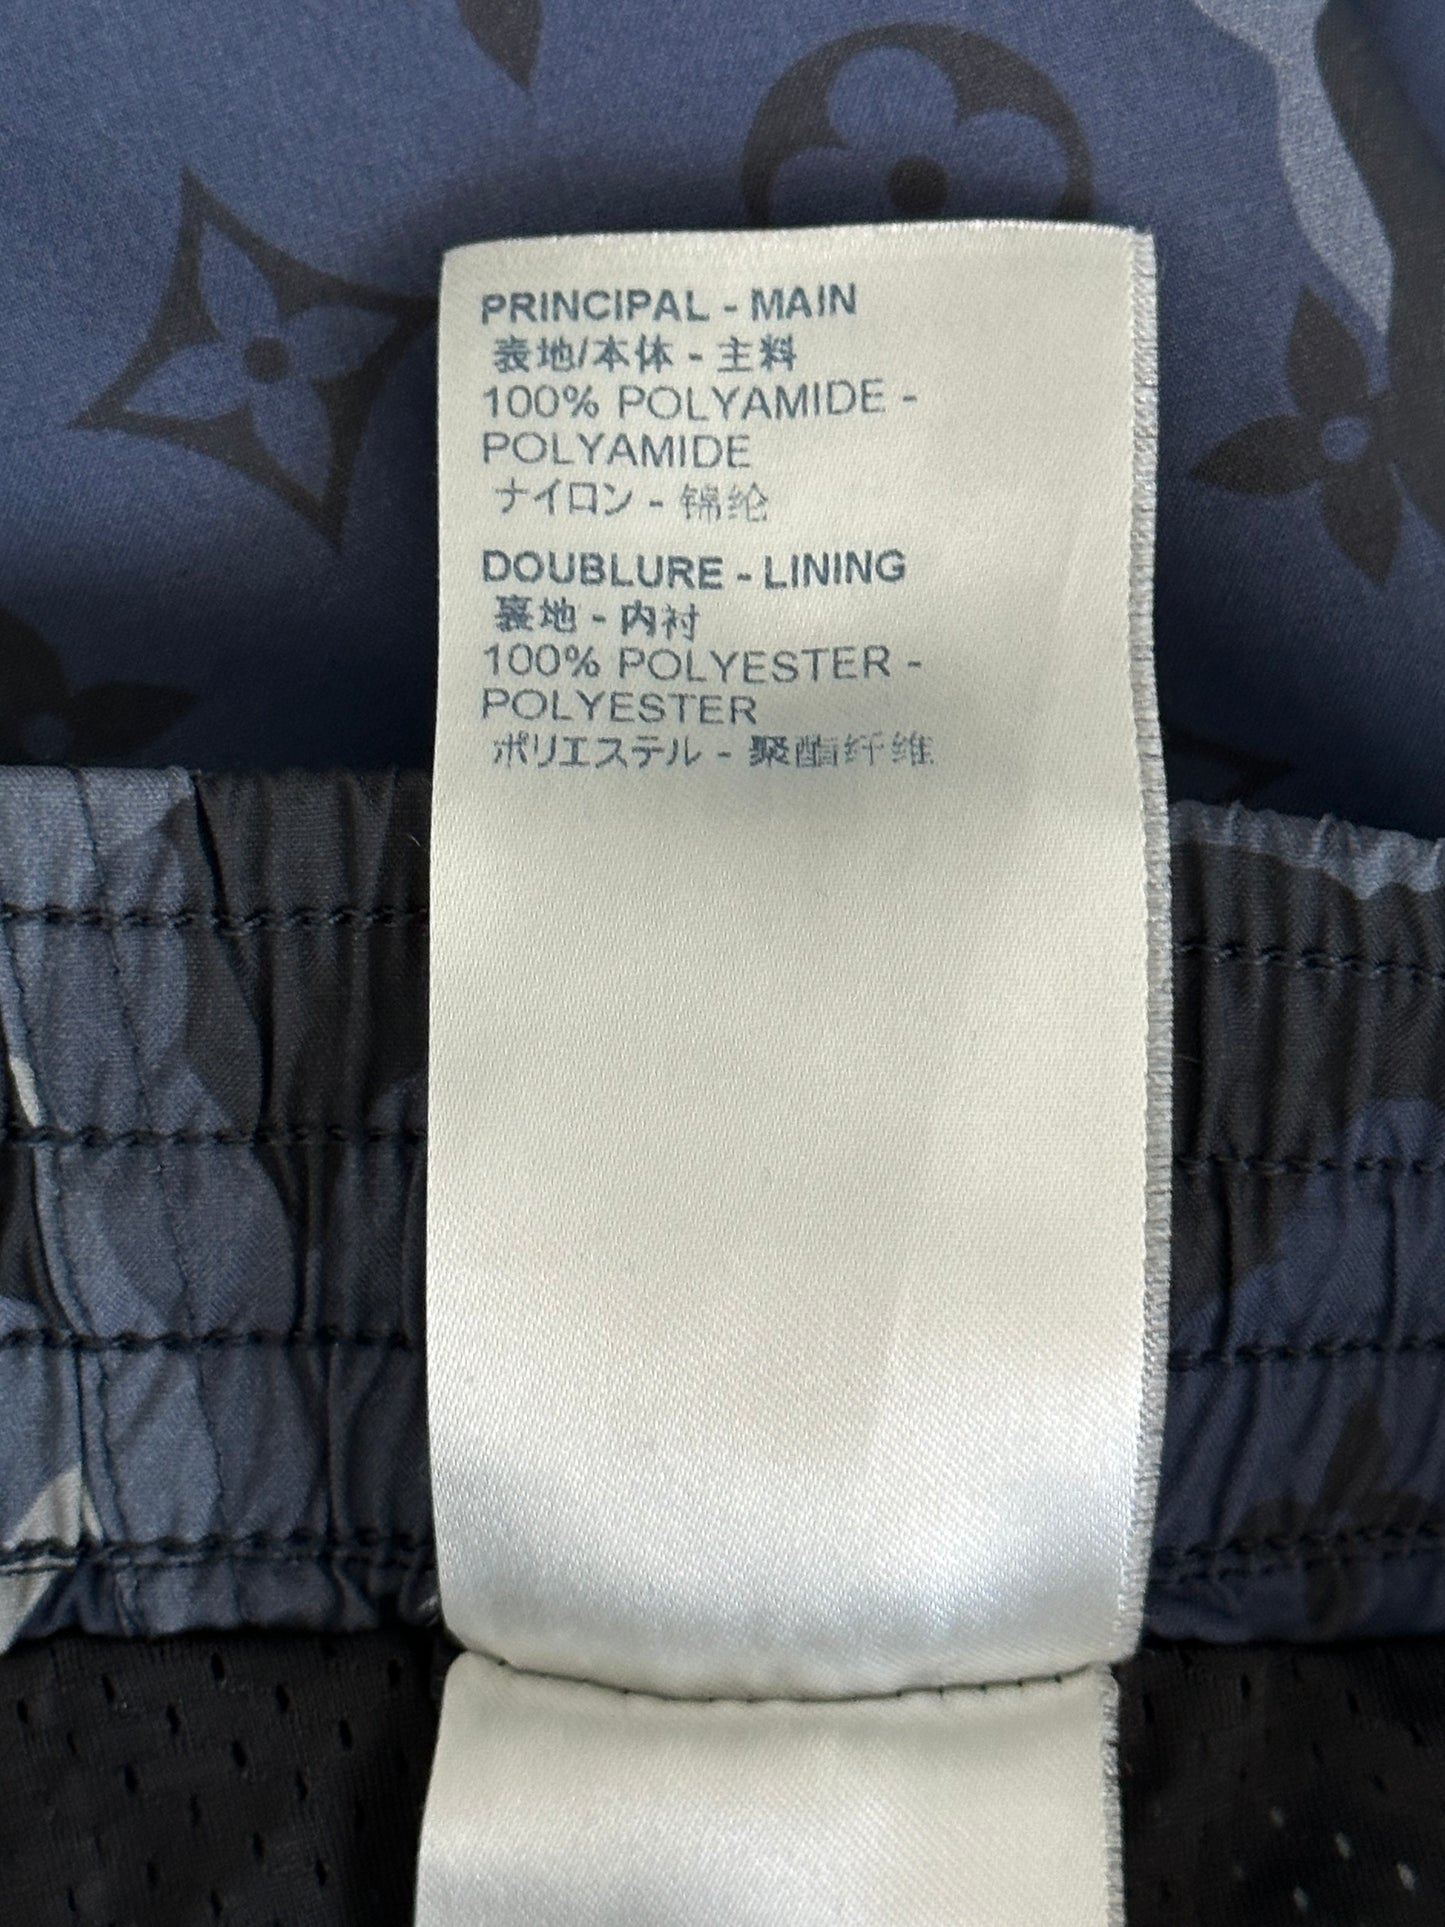 PRINCIPAL - MAIN
表地/本体 - 主料
100% POLYAMIDE -
POLYAMIDE
ナイロン - 锦纶
DOUBLURE - LINING
裏地 - 内衬
100% POLYESTER -
POLYESTER
ポリエステル - 聚酯纤维